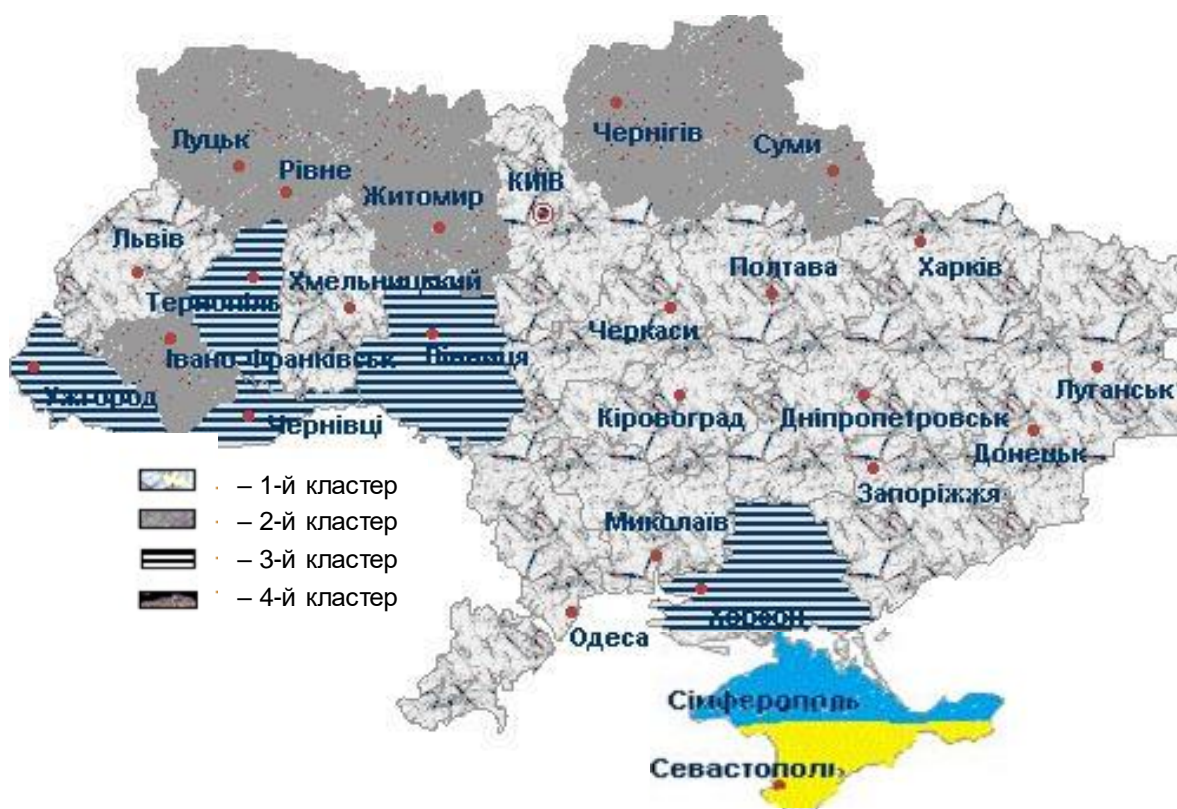 Чернігів
Луцьк
Суми
Рівне
КИЇВ
Житомир
Львів
Полтава
Харків
Хмельницький
Тернопіль
Черкаси
Івано-Франківськ
Вінниця
Луганськ
Ужгород
Кіровоград
Дніпропетровськ
Чернівці
Донецьк
Запоріжжя
– 1-й кластер
Миколаїв
– 2-й кластер
– 3-й кластер
– 4-й кластер
Херсон
Одеса
Сімферополь
Севастополь